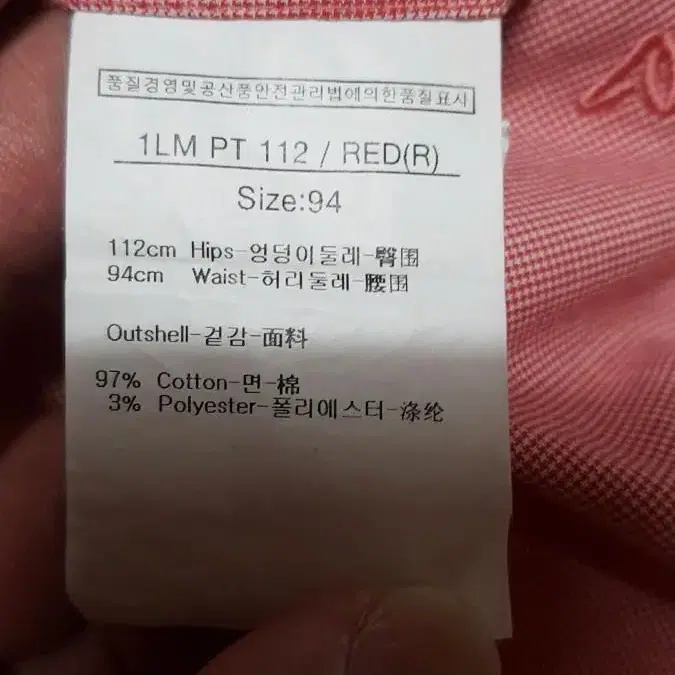 품질경영및공산품안전관리법에의한품질표시
1LM PT 112 / RED(R)
Size:94
112cm Hips-엉덩이둘레-臀围
94cm Waist-허리둘레-腰围
Outshell-겉감-面料
97% Cotton-면-棉
3% Polyester-폴리에스터-涤纶